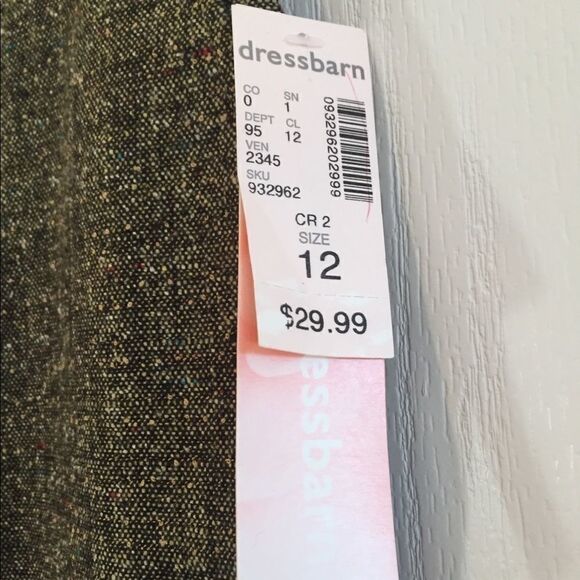 dressbarn
CO SN
0 1
DEPT CL
95 12
VEN
2345
SKU
932962
093296202999
CR 2
SIZE
12
$29.99
essbarn